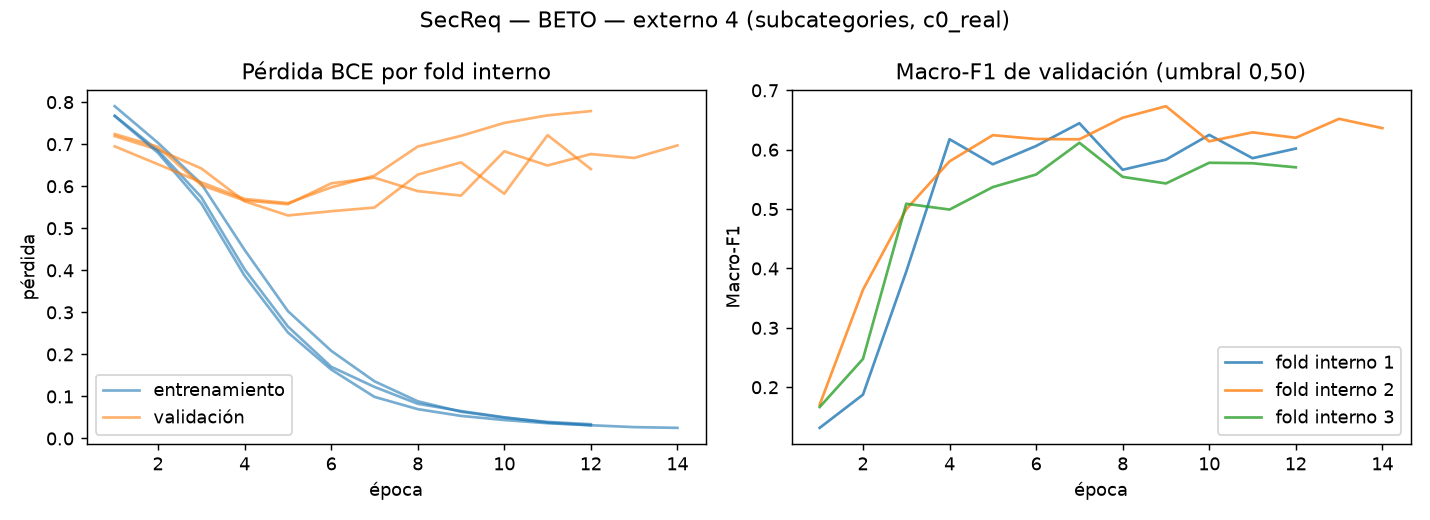 SecReq — BETO — externo 4 (subcategories, c0_real)
Pérdida BCE por fold interno
0.8
0.7
0.6
0.5
0.4
0.3
0.2
0.1
0.0
pérdida
entrenamiento
validación
2 4 6 8 10 12 14
época
Macro-F1 de validación (umbral 0,50)
0.7
0.6
0.5
0.4
0.3
0.2
Macro-F1
fold interno 1
fold interno 2
fold interno 3
2 4 6 8 10 12 14
época